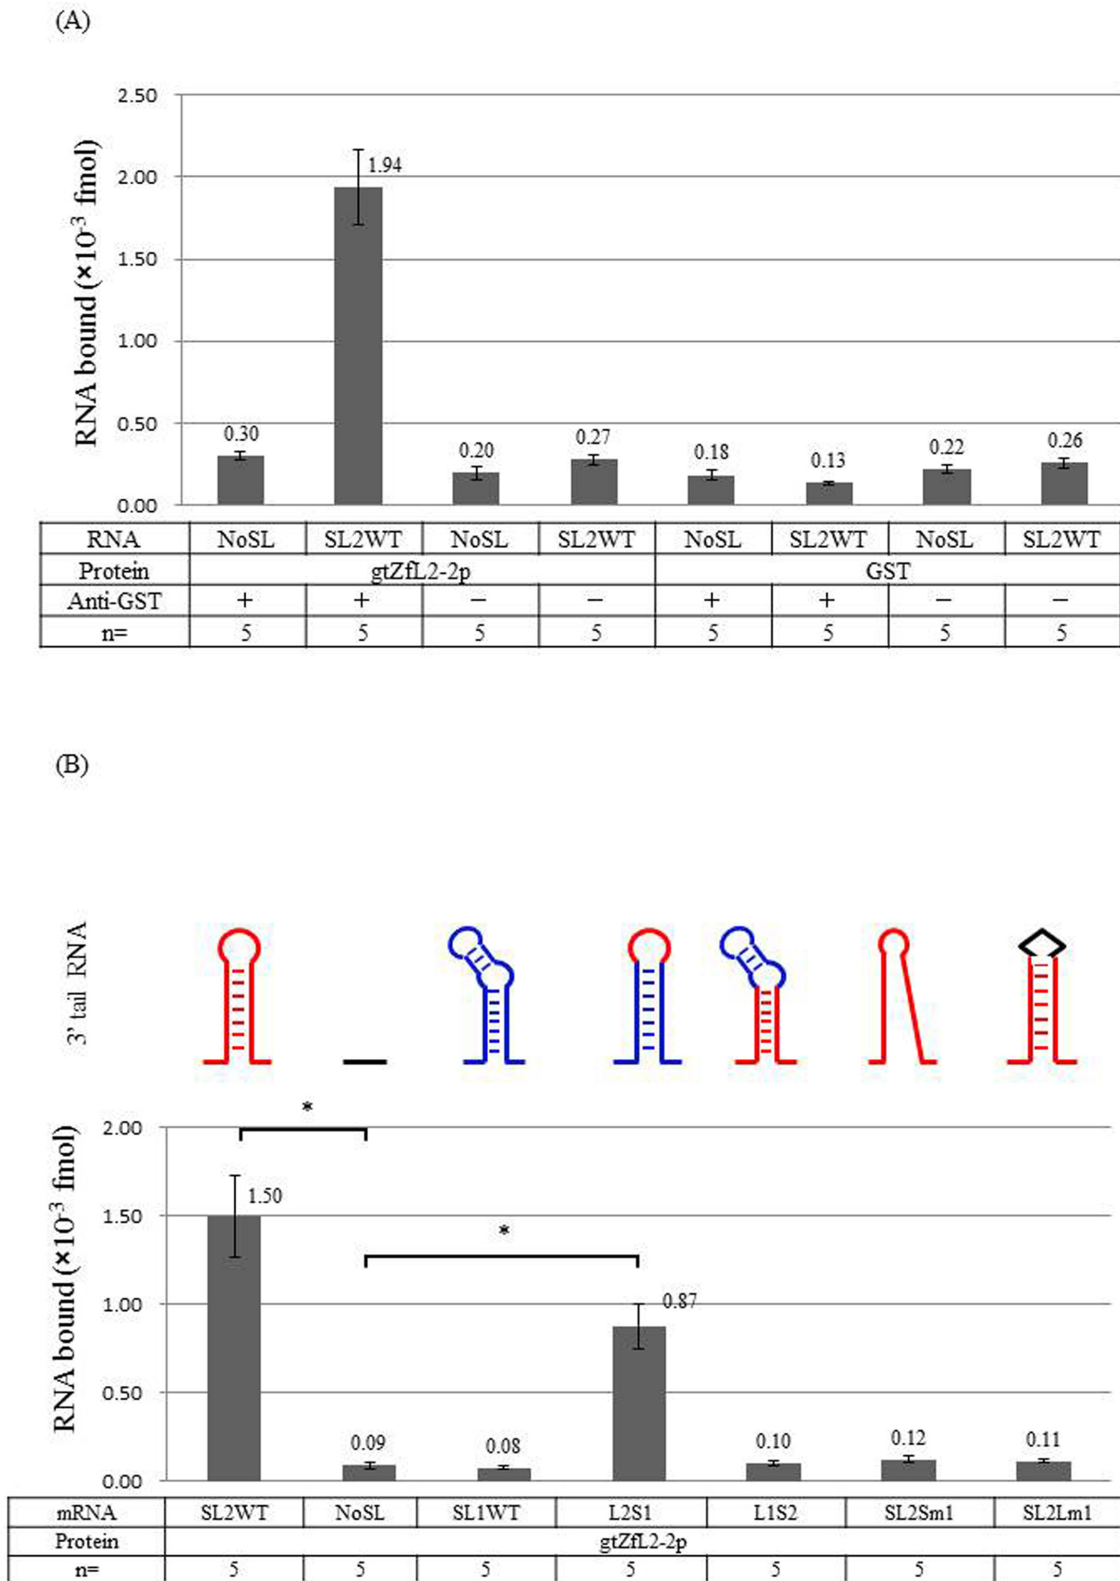 (A)
RNA bound (×10-3 fmol)
2.50
2.00
1.50
1.00
0.50
0.00
0.30
1.94
0.20
0.27
0.18
0.13
0.22
0.26
RNA NoSL SL2WT NoSL SL2WT NoSL SL2WT NoSL SL2WT
Protein gtZfL2-2p GST
Anti-GST + + − − + + − −
n= 5 5 5 5 5 5 5 5
(B)
3' tail RNA
RNA bound (×10-3 fmol)
2.00
1.50
1.00
0.50
0.00
*
*
1.50
0.09
0.08
0.87
0.10
0.12
0.11
mRNA SL2WT NoSL SL1WT L2S1 L1S2 SL2Sm1 SL2Lm1
Protein gtZfL2-2p
n= 5 5 5 5 5 5 5